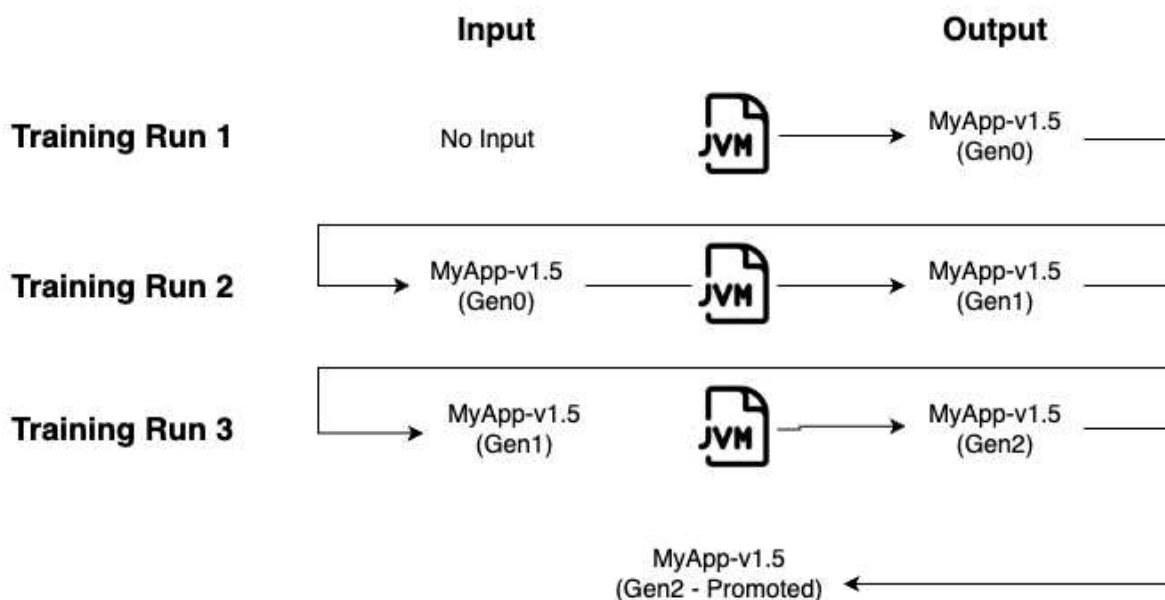 Input
Output
Training Run 1
No Input
JVM
MyApp-v1.5
(Gen0)
Training Run 2
MyApp-v1.5
(Gen0)
JVM
MyApp-v1.5
(Gen1)
Training Run 3
MyApp-v1.5
(Gen1)
JVM
MyApp-v1.5
(Gen2)
MyApp-v1.5
(Gen2 - Promoted)